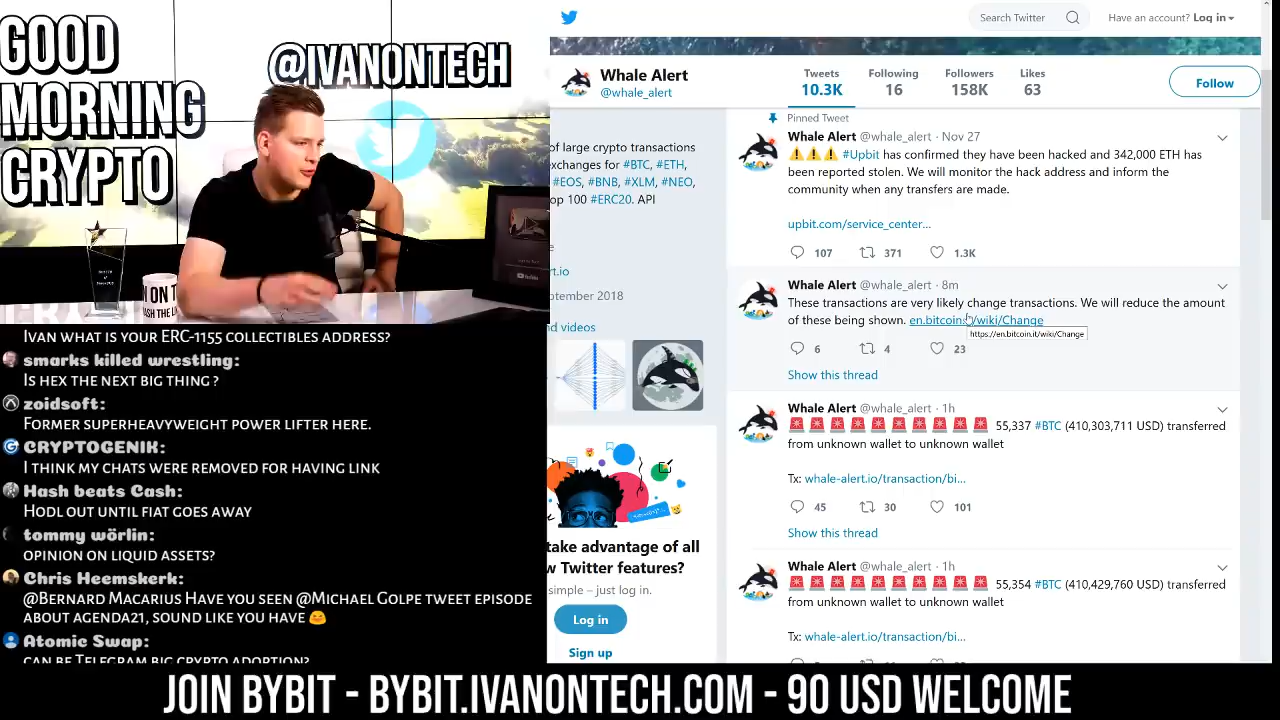 GOOD
MORNING
CRYPTO
@IVANONTECH
Ivan what is your ERC-1155 collectibles address?
smarks killed wrestling:
Is HEX the next big thing ?
zoidsoft:
Former superheavyweight power lifter here.
CRYPTOGENIK:
I think my chats were removed for having link
Hash beats Cash:
Hodl out until fiat goes away
tommy wörlin:
opinion on liquid assets?
Chris Heemskerk:
@Bernard Macarius Have you seen @Michael Golpe tweet episode
about agenda21, sound like you have
Atomic Swap:
can be Telegram big crypto adoption?
Search Twitter
Have an account? Log in
Whale Alert
@whale_alert
Tweets
10.3K
Following
16
Followers
158K
Likes
63
Follow
of large crypto transactions
exchanges for #BTC, #ETH,
#EOS, #BNB, #XLM, #NEO,
op 100 #ERC20. API
rt.io
ptember 2018
nd videos
take advantage of all
w Twitter features?
simple – just log in.
Log in
Sign up
Pinned Tweet
Whale Alert @whale_alert · Nov 27
#Upbit has confirmed they have been hacked and 342,000 ETH has
been reported stolen. We will monitor the hack address and inform the
community when any transfers are made.
upbit.com/service_center...
107 371 1.3K
Whale Alert @whale_alert · 8m
These transactions are very likely change transactions. We will reduce the amount
of these being shown. en.bitcoin.it/wiki/Change
https://en.bitcoin.it/wiki/Change
6 4 23
Show this thread
Whale Alert @whale_alert · 1h
55,337 #BTC (410,303,711 USD) transferred
from unknown wallet to unknown wallet
Tx: whale-alert.io/transaction/bi...
45 30 101
Show this thread
Whale Alert @whale_alert · 1h
55,354 #BTC (410,429,760 USD) transferred
from unknown wallet to unknown wallet
Tx: whale-alert.io/transaction/bi...
JOIN BYBIT - BYBIT.IVANONTECH.COM - 90 USD WELCOME